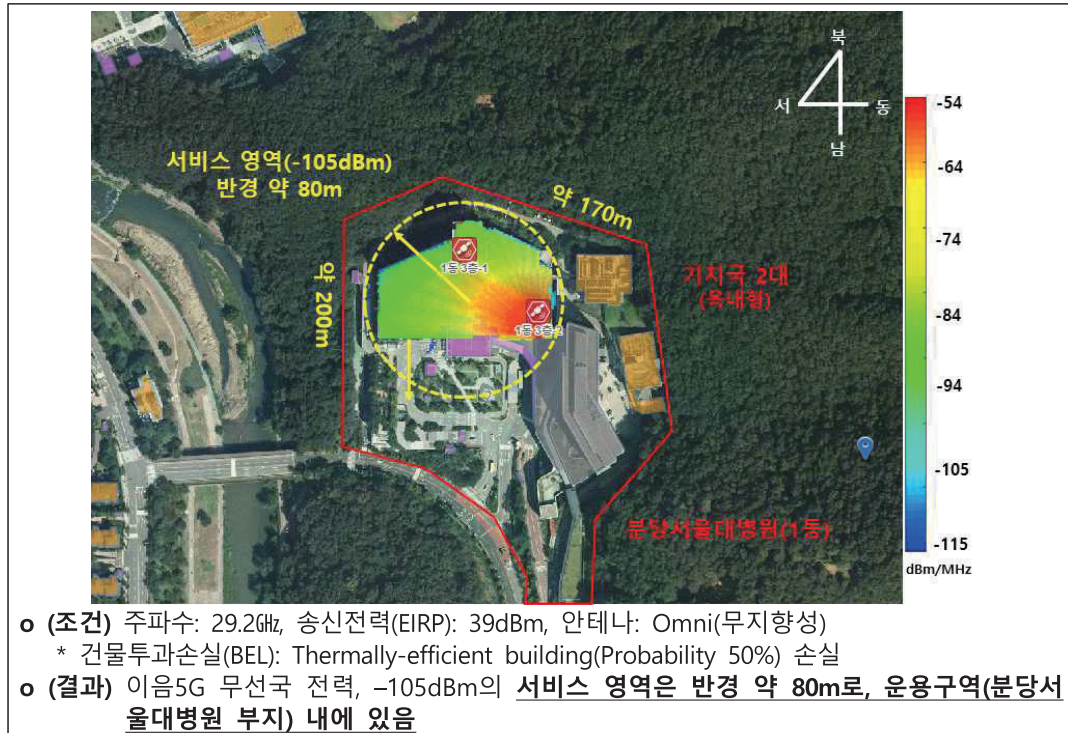 북
서
동
남
-54
-64
-74
-84
-94
-105
-115
dBm/MHz
서비스 영역(-105dBm)
반경 약 80m
약 170m
약 200m
1동 3층-1
1동 3층-2
기지국 2대
(옥내형)
분당서울대병원(1동)
o (조건) 주파수: 29.2㎓, 송신전력(EIRP): 39dBm, 안테나: Omni(무지향성)
* 건물투과손실(BEL): Thermally-efficient building(Probability 50%) 손실
o (결과) 이음5G 무선국 전력, –105dBm의 서비스 영역은 반경 약 80m로, 운용구역(분당서
울대병원 부지) 내에 있음